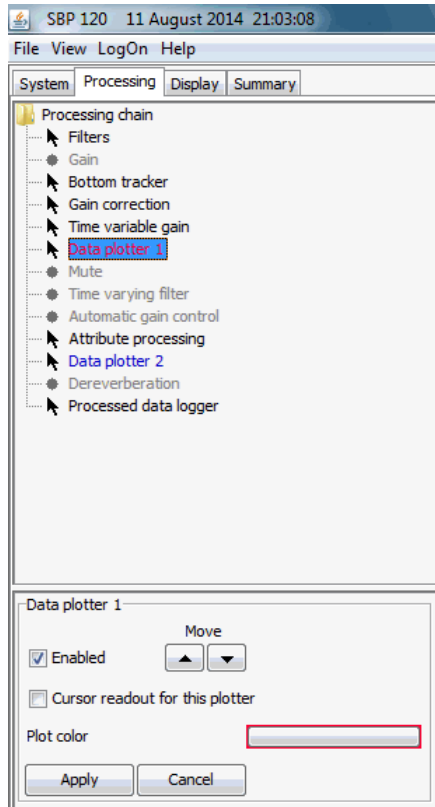 SBP 120 11 August 2014 21:03:08
File View LogOn Help
System Processing Display Summary
Processing chain
Filters
Gain
Bottom tracker
Gain correction
Time variable gain
Data plotter 1
Mute
Time varying filter
Automatic gain control
Attribute processing
Data plotter 2
Dereverberation
Processed data logger
Data plotter 1
Move
Enabled
Cursor readout for this plotter
Plot color
Apply Cancel